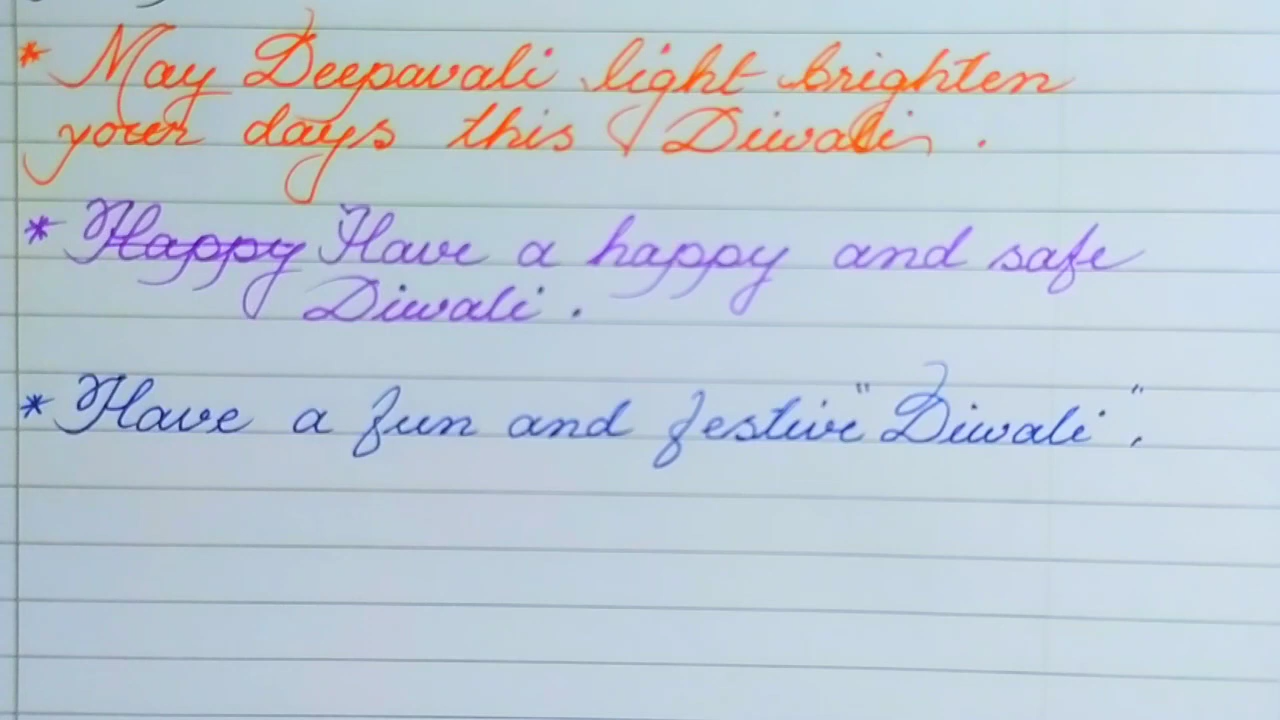 * May Deepavali light brighten
your days this Diwali.
* Happy Have a happy and safe
Diwali.
* Have a fun and festive "Diwali".